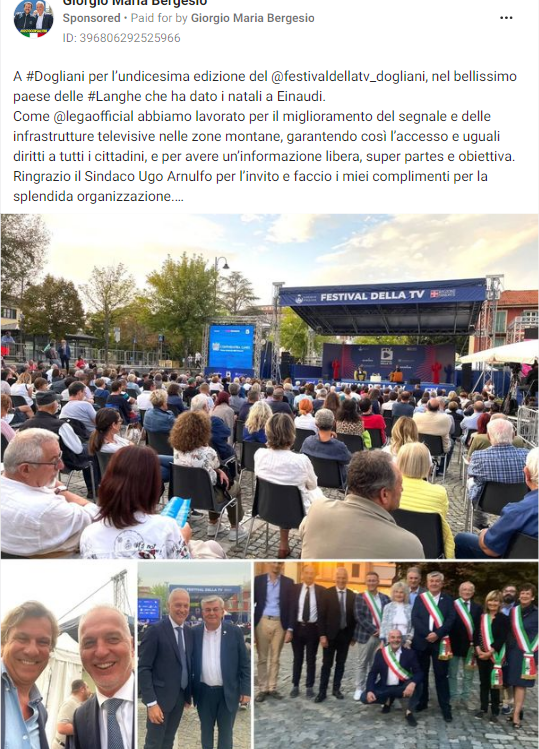 Giorgio Maria Bergesio
Sponsored • Paid for by Giorgio Maria Bergesio
ID: 396806292525966
A #Dogliani per l'undicesima edizione del @festivaldellatv_dogliani, nel bellissimo
paese delle #Langhe che ha dato i natali a Einaudi.
Come @legaofficial abbiamo lavorato per il miglioramento del segnale e delle
infrastrutture televisive nelle zone montane, garantendo così l'accesso e uguali
diritti a tutti i cittadini, e per avere un'informazione libera, super partes e obiettiva.
Ringrazio il Sindaco Ugo Arnulfo per l'invito e faccio i miei complimenti per la
splendida organizzazione....
FESTIVAL DELLA TV
FESTIVAL DELLA TV